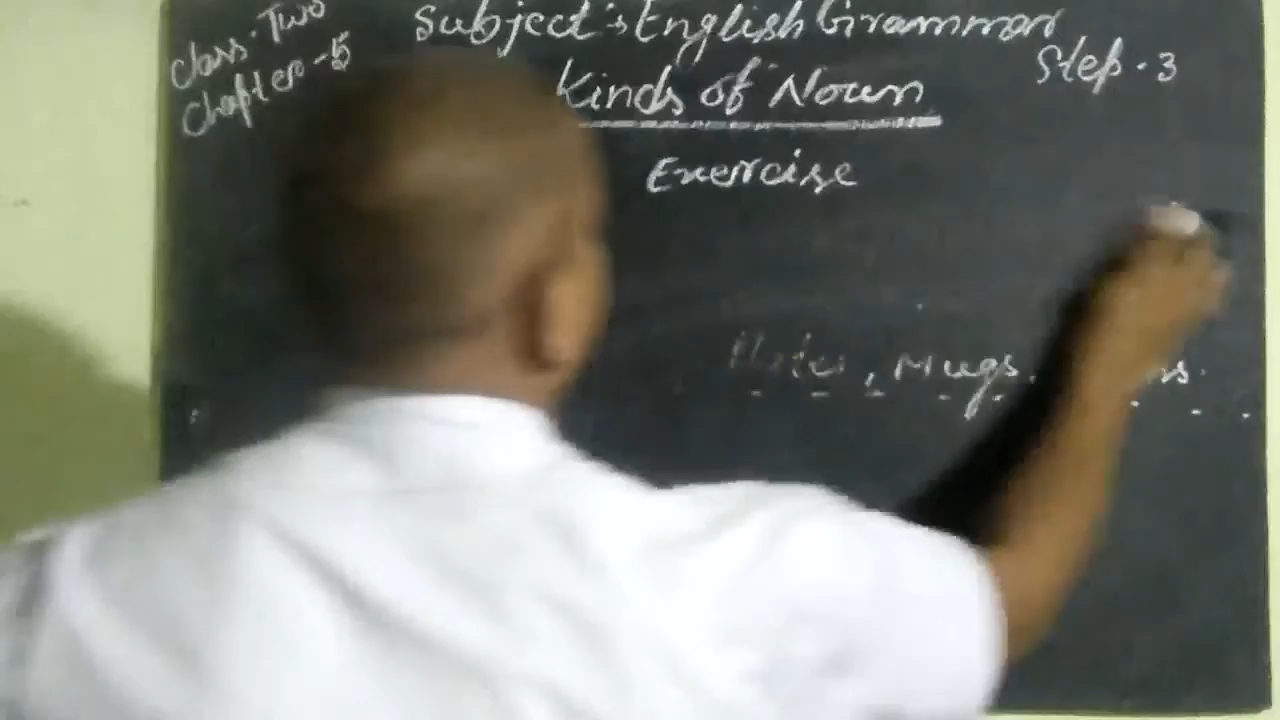 Class-Two
Subject: English Grammar
Chapter-5
Kinds of Noun
Step-3
Exercise
Plates, Mugs